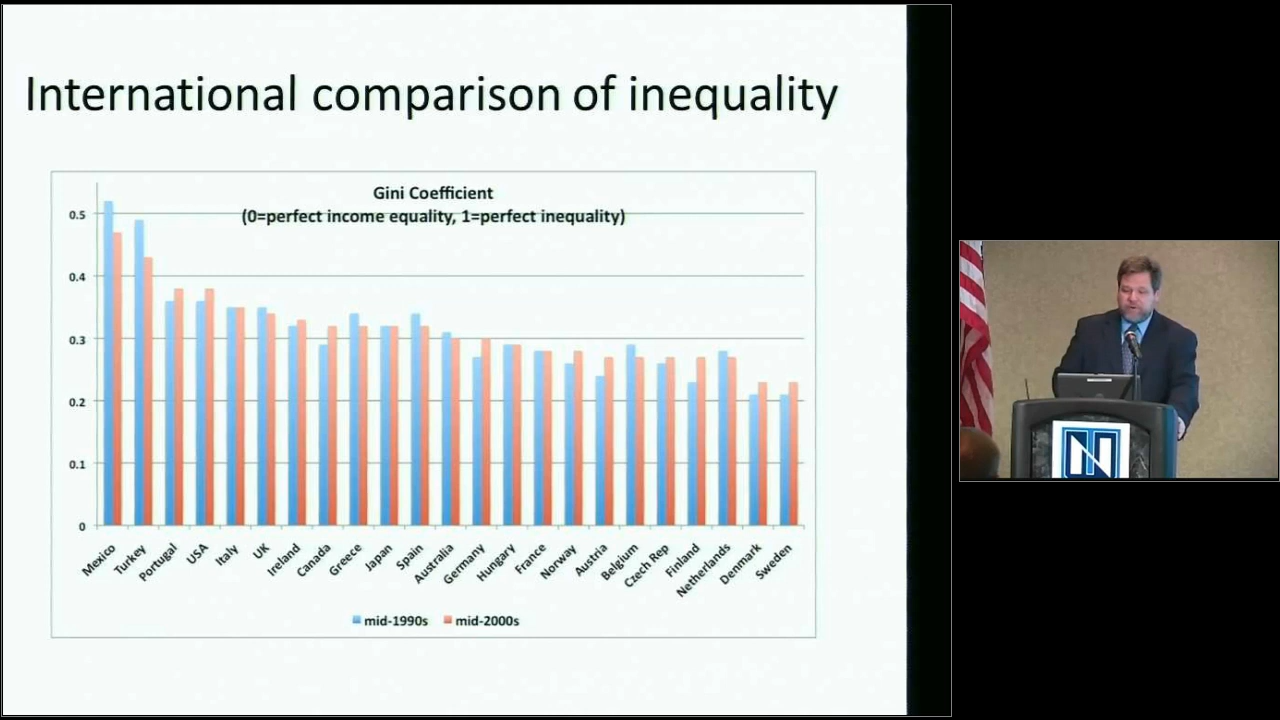 International comparison of inequality
Gini Coefficient
(0=perfect income equality, 1=perfect inequality)
0.5
0.4
0.3
0.2
0.1
0
Mexico
Turkey
Portugal
USA
Italy
UK
Ireland
Canada
Greece
Japan
Spain
Australia
Germany
Hungary
France
Norway
Austria
Belgium
Czech Rep
Finland
Netherlands
Denmark
Sweden
mid-1990s
mid-2000s
N